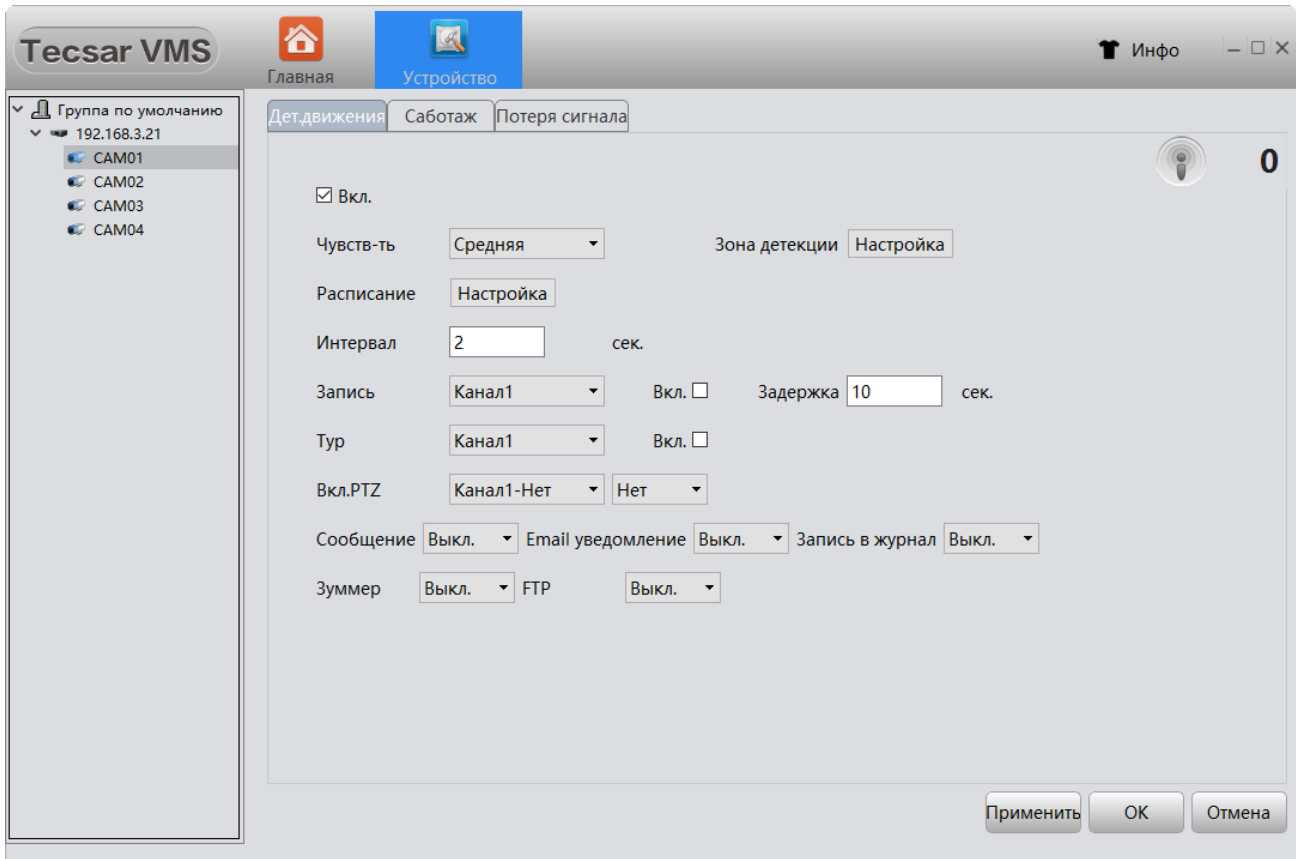 Tecsar VMS
Главная
Устройство
Инфо
Группа по умолчанию
192.168.3.21
CAM01
CAM02
CAM03
CAM04
Дет.движения Саботаж Потеря сигнала
0
Вкл.
Чувств-ть Средняя Зона детекции Настройка
Расписание Настройка
Интервал 2 сек.
Запись Канал1 Вкл. Задержка 10 сек.
Тур Канал1 Вкл.
Вкл.PTZ Канал1-Нет Нет
Сообщение Выкл. Email уведомление Выкл. Запись в журнал Выкл.
Зуммер Выкл. FTP Выкл.
Применить OK Отмена